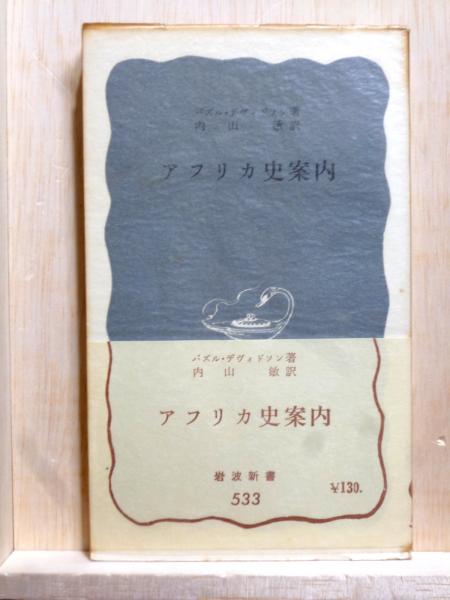 バズル・デヴィドソン著
内山敏訳
アフリカ史案内
バズル・デヴィドソン著
内山敏訳
アフリカ史案内
岩波新書
533
¥130.